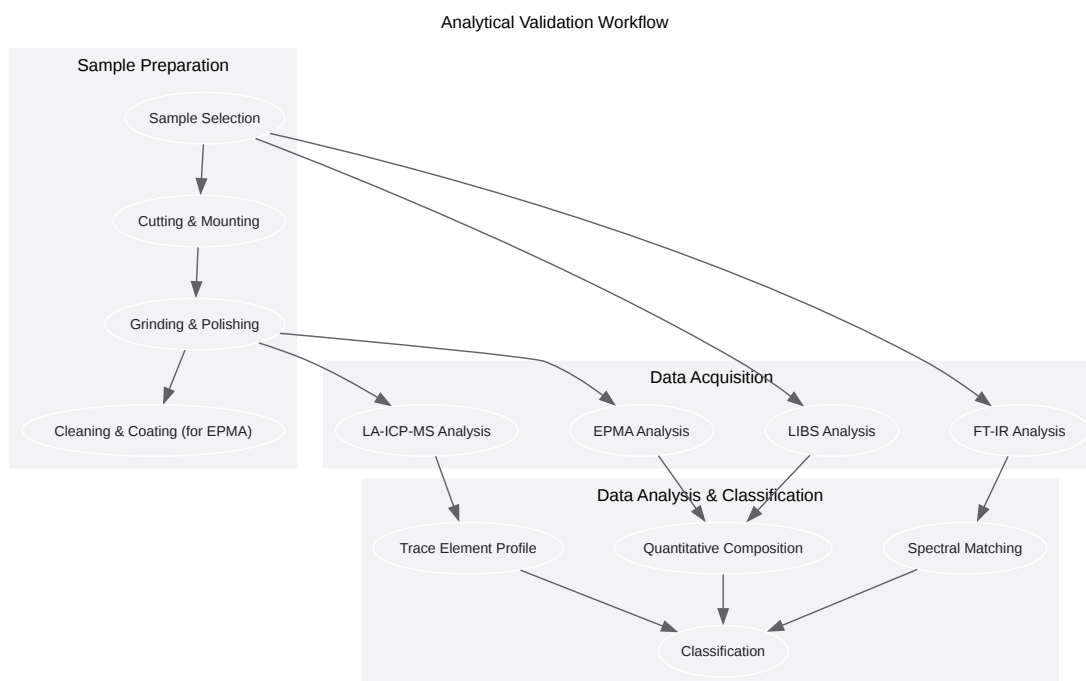 Analytical Validation Workflow
Sample Preparation
Sample Selection
Cutting & Mounting
Grinding & Polishing
Cleaning & Coating (for EPMA)
Data Acquisition
LA-ICP-MS Analysis
EPMA Analysis
LIBS Analysis
FT-IR Analysis
Data Analysis & Classification
Trace Element Profile
Quantitative Composition
Spectral Matching
Classification